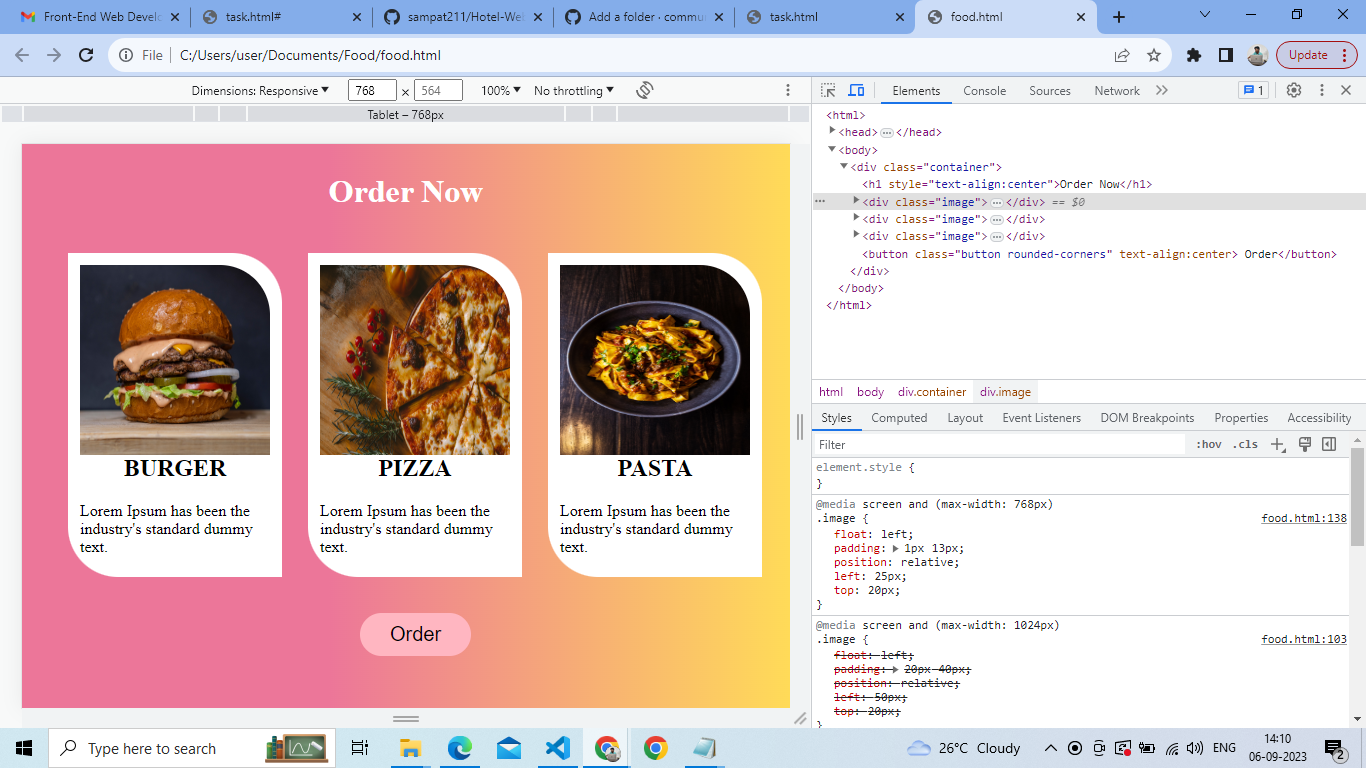 Front-End Web Develo
task.html#
sampat211/Hotel-Web
Add a folder · commu
task.html
food.html
File
C:/Users/user/Documents/Food/food.html
Update
Dimensions: Responsive
768 × 564
100%
No throttling
Tablet – 768px
Elements
Console
Sources
Network
1
<html>
<head> ⋯ </head>
<body>
<div class="container">
<h1 style="text-align:center">Order Now</h1>
<div class="image"> ⋯ </div> == $0
<div class="image"> ⋯ </div>
<div class="image"> ⋯ </div>
<button class="button rounded-corners" text-align:center> Order</button>
</div>
</body>
</html>
html body div.container div.image
Styles Computed Layout Event Listeners DOM Breakpoints Properties Accessibility
Filter
:hov .cls
element.style {
}
@media screen and (max-width: 768px)
.image {
food.html:138
float: left;
padding: 1px 13px;
position: relative;
left: 25px;
top: 20px;
}
@media screen and (max-width: 1024px)
.image {
food.html:103
float: left;
padding: 20px 40px;
position: relative;
left: 50px;
top: 20px;
}
Order Now
BURGER
Lorem Ipsum has been the
industry's standard dummy
text.
PIZZA
Lorem Ipsum has been the
industry's standard dummy
text.
PASTA
Lorem Ipsum has been the
industry's standard dummy
text.
Order
Type here to search
26°C Cloudy
ENG
14:10
06-09-2023
2